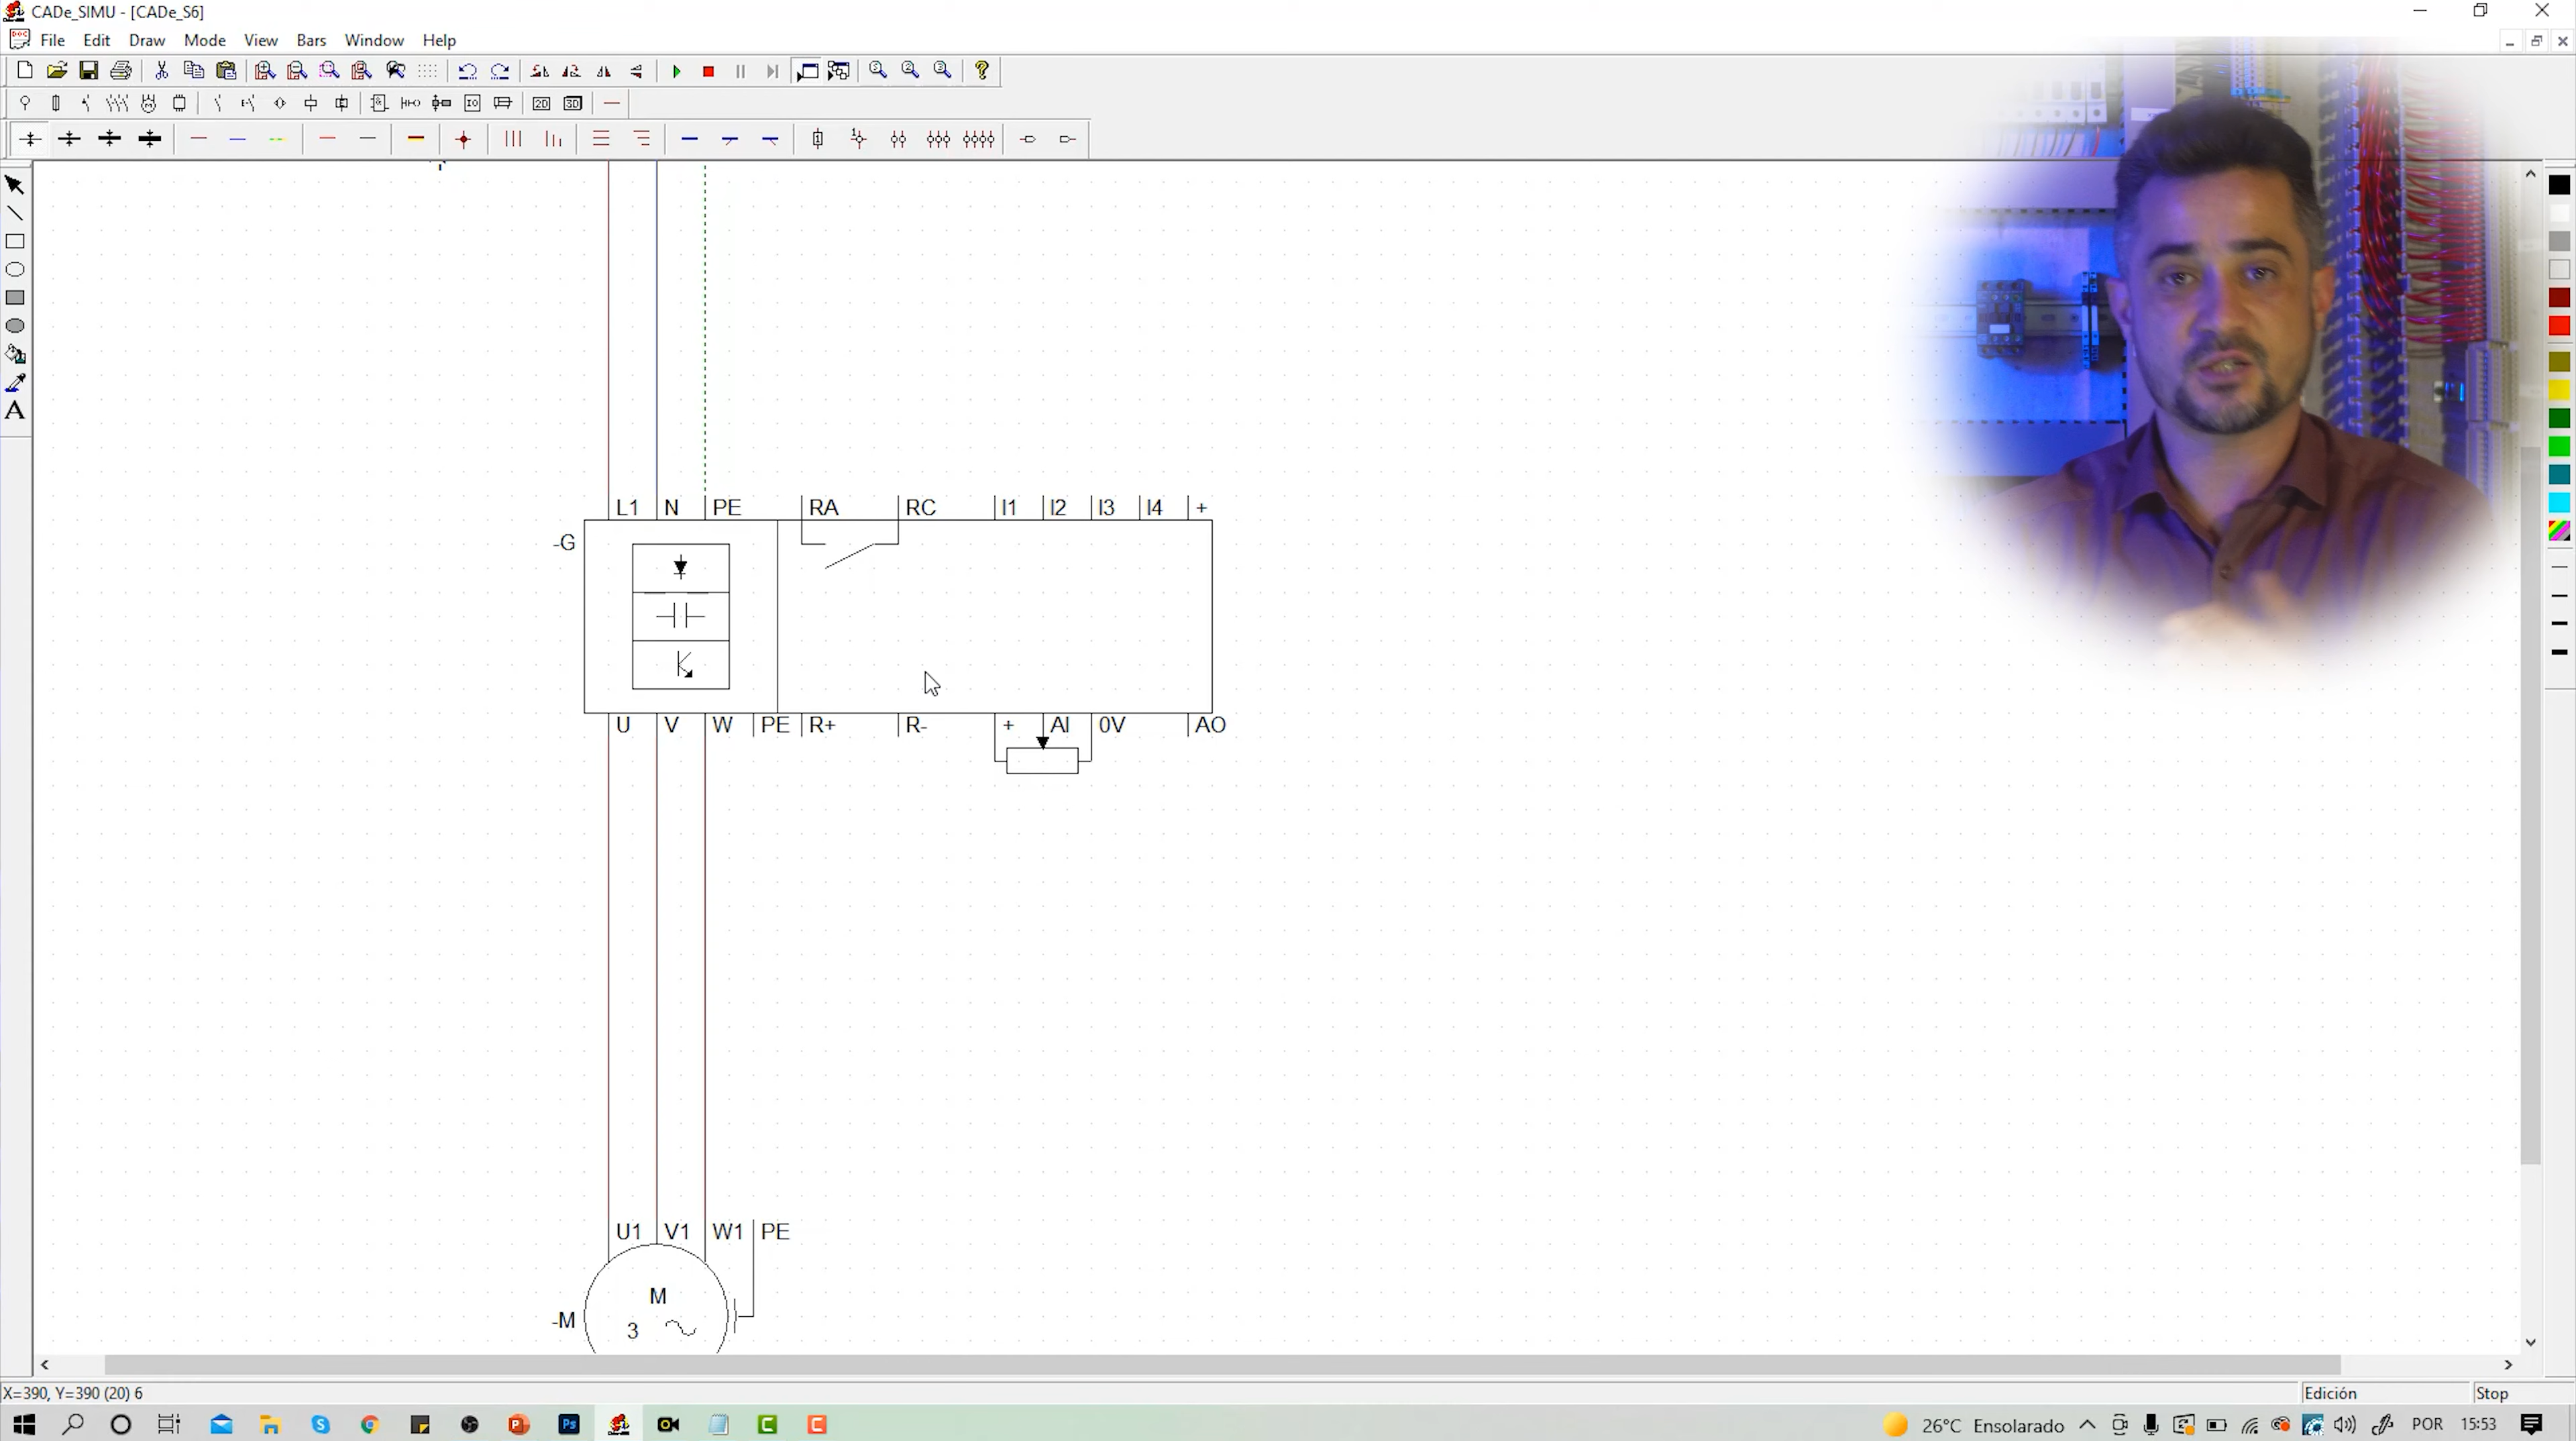 CADe_SIMU - [CADe_S6]
File Edit Draw Mode View Bars Window Help
L1 N PE RA RC I1 I2 I3 I4 +
-G
U V W PE R+ R- + AI 0V AO
U1 V1 W1 PE
M
-M
3
X=390, Y=390 (20) 6 Edición Stop
26°C Ensolarado POR 15:53